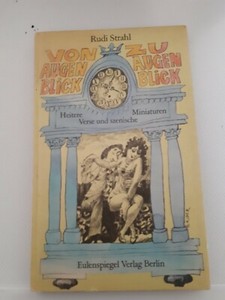 Rudi Strahl
VON ZU
AUGEN AUGEN
BLICK BLICK
Heitere Miniaturen
Verse und satirische
Eulenspiegel Verlag Berlin